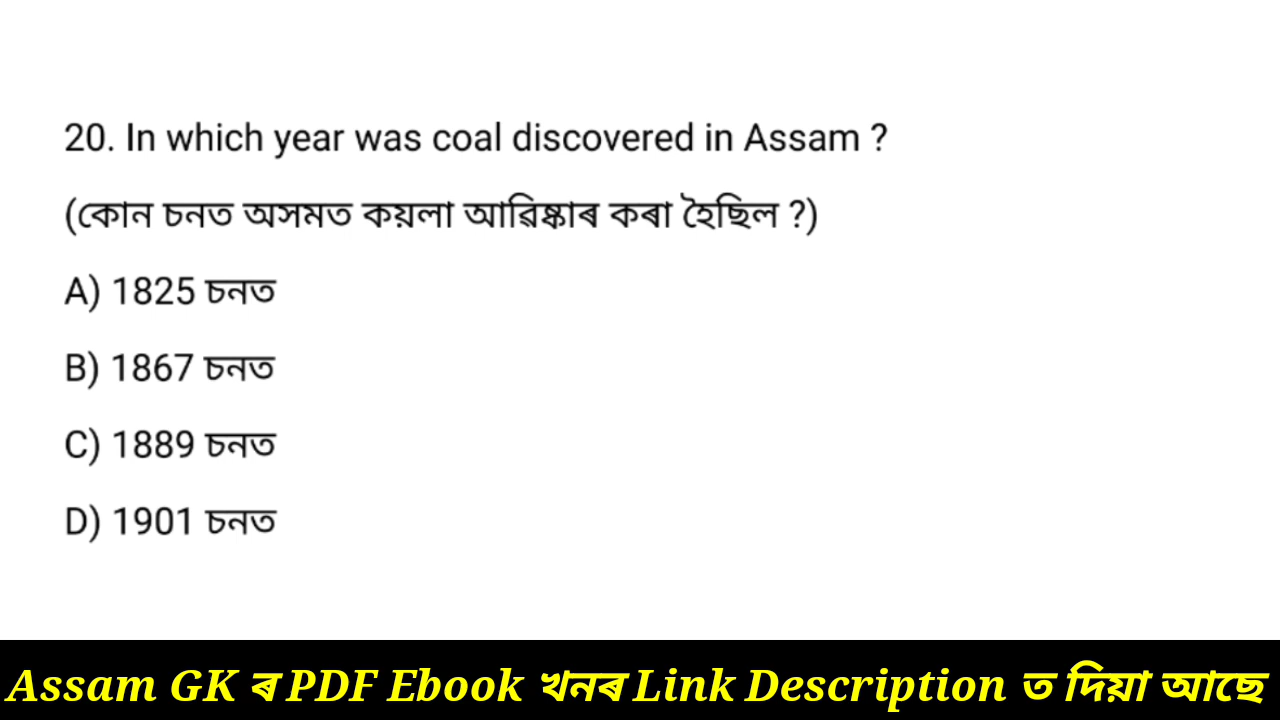 20. In which year was coal discovered in Assam ?
(কোন চনত অসমত কয়লা আৱিষ্কাৰ কৰা হৈছিল ?)
A) 1825 চনত
B) 1867 চনত
C) 1889 চনত
D) 1901 চনত
Assam GK ৰ PDF Ebook খনৰ Link Description ত দিয়া আছে